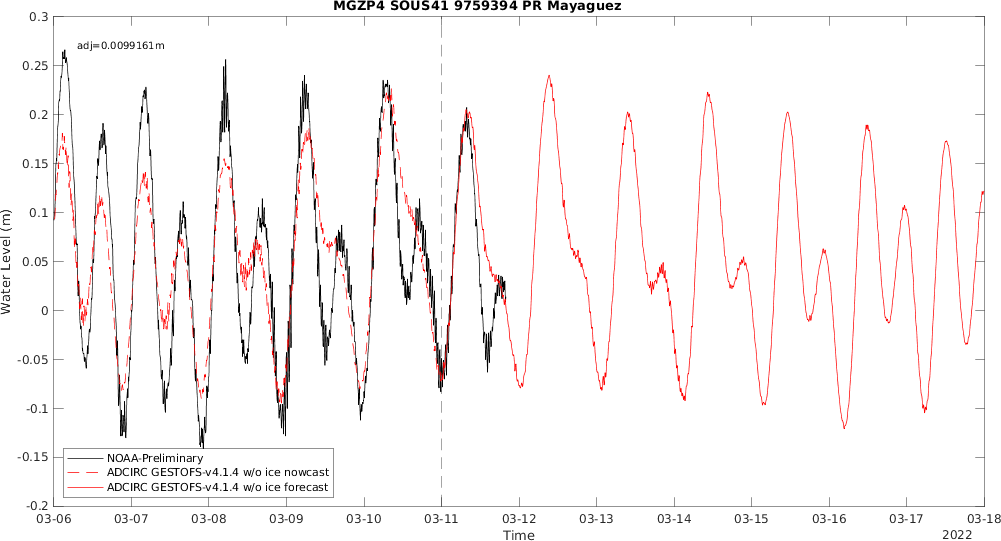 MGZP4 SOUS41 9759394 PR Mayaguez
adj=0.0099161m
0.3
0.25
0.2
0.15
0.1
0.05
0
-0.05
-0.1
-0.15
-0.2
Water Level (m)
NOAA-Preliminary
ADCIRC GESTOFS-v4.1.4 w/o ice nowcast
ADCIRC GESTOFS-v4.1.4 w/o ice forecast
03-06 03-07 03-08 03-09 03-10 03-11 03-12 03-13 03-14 03-15 03-16 03-17 03-18
Time
2022